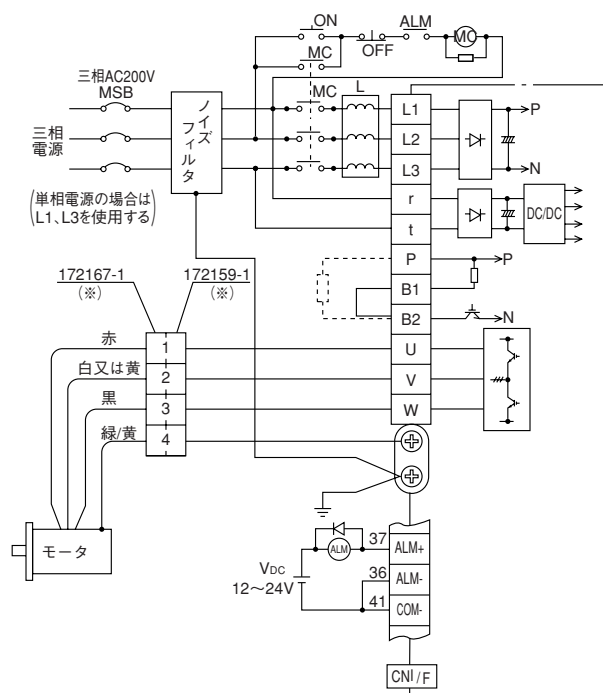 ON
ALM
MC
OFF
MC
三相AC200V
MSB
ノイズフィルタ
MC
L
三相
電源
(単相電源の場合は
L1、L3を使用する)
L1
L2
L3
r
t
P
B1
B2
U
V
W
P
N
DC/DC
P
N
172167-1
(※)
172159-1
(※)
赤
1
白又は黄
2
黒
3
緑/黄
4
モータ
VDC
12～24V
ALM
37
ALM+
36
ALM-
41
COM-
CNI/F